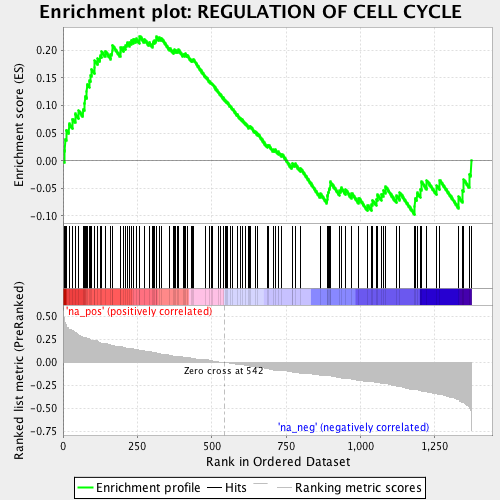 Enrichment plot: REGULATION OF CELL CYCLE
Enrichment score (ES)
0.20
0.15
0.10
0.05
0.00
-0.05
-0.10
'na_pos' (positively correlated)
Ranked list metric (PreRanked)
0.50
0.25
0.00
-0.25
-0.50
-0.75
Zero cross at 542
'na_neg' (negatively correlated)
0
250
500
750
1,000
1,250
Rank in Ordered Dataset
Enrichment profile
Hits
Ranking metric scores